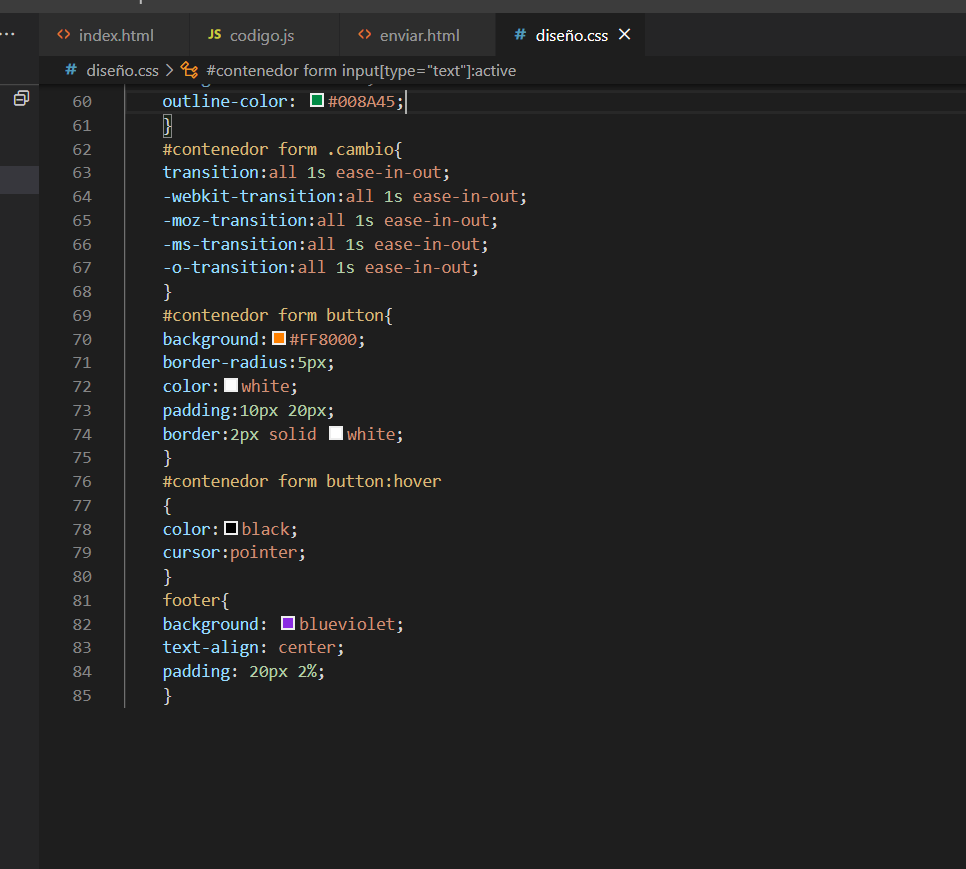 index.html
JS codigo.js
enviar.html
# diseño.css
# diseño.css > #contenedor form input[type="text"]:active
60 outline-color: #008A45;
61 }
62 #contenedor form .cambio{
63 transition:all 1s ease-in-out;
64 -webkit-transition:all 1s ease-in-out;
65 -moz-transition:all 1s ease-in-out;
66 -ms-transition:all 1s ease-in-out;
67 -o-transition:all 1s ease-in-out;
68 }
69 #contenedor form button{
70 background:#FF8000;
71 border-radius:5px;
72 color:white;
73 padding:10px 20px;
74 border:2px solid white;
75 }
76 #contenedor form button:hover
77 {
78 color:black;
79 cursor:pointer;
80 }
81 footer{
82 background: blueviolet;
83 text-align: center;
84 padding: 20px 2%;
85 }